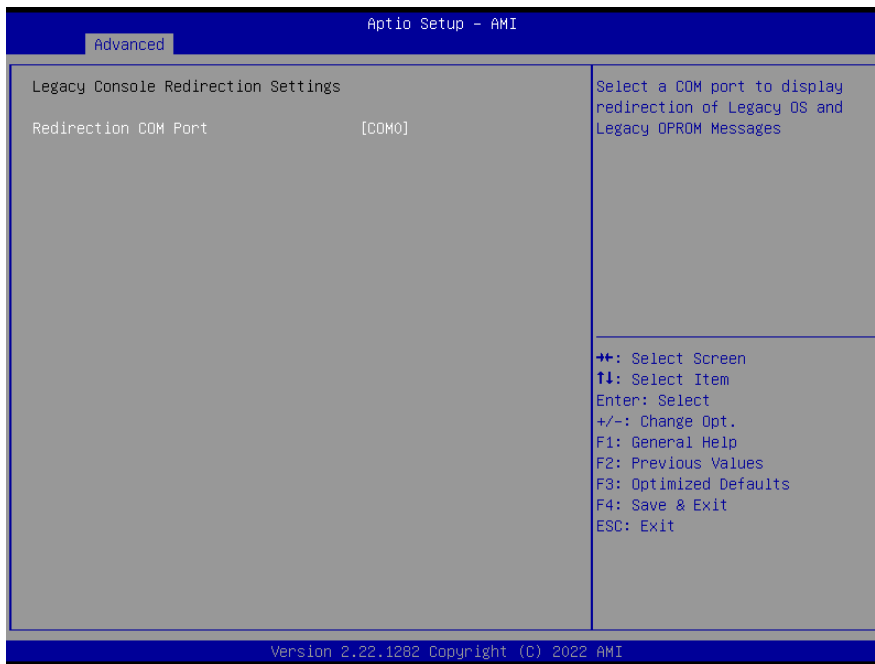 Aptio Setup – AMI
Advanced
Legacy Console Redirection Settings
Redirection COM Port [COM0]
Select a COM port to display
redirection of Legacy OS and
Legacy OPROM Messages
→←: Select Screen
↑↓: Select Item
Enter: Select
+/-: Change Opt.
F1: General Help
F2: Previous Values
F3: Optimized Defaults
F4: Save & Exit
ESC: Exit
Version 2.22.1282 Copyright (C) 2022 AMI